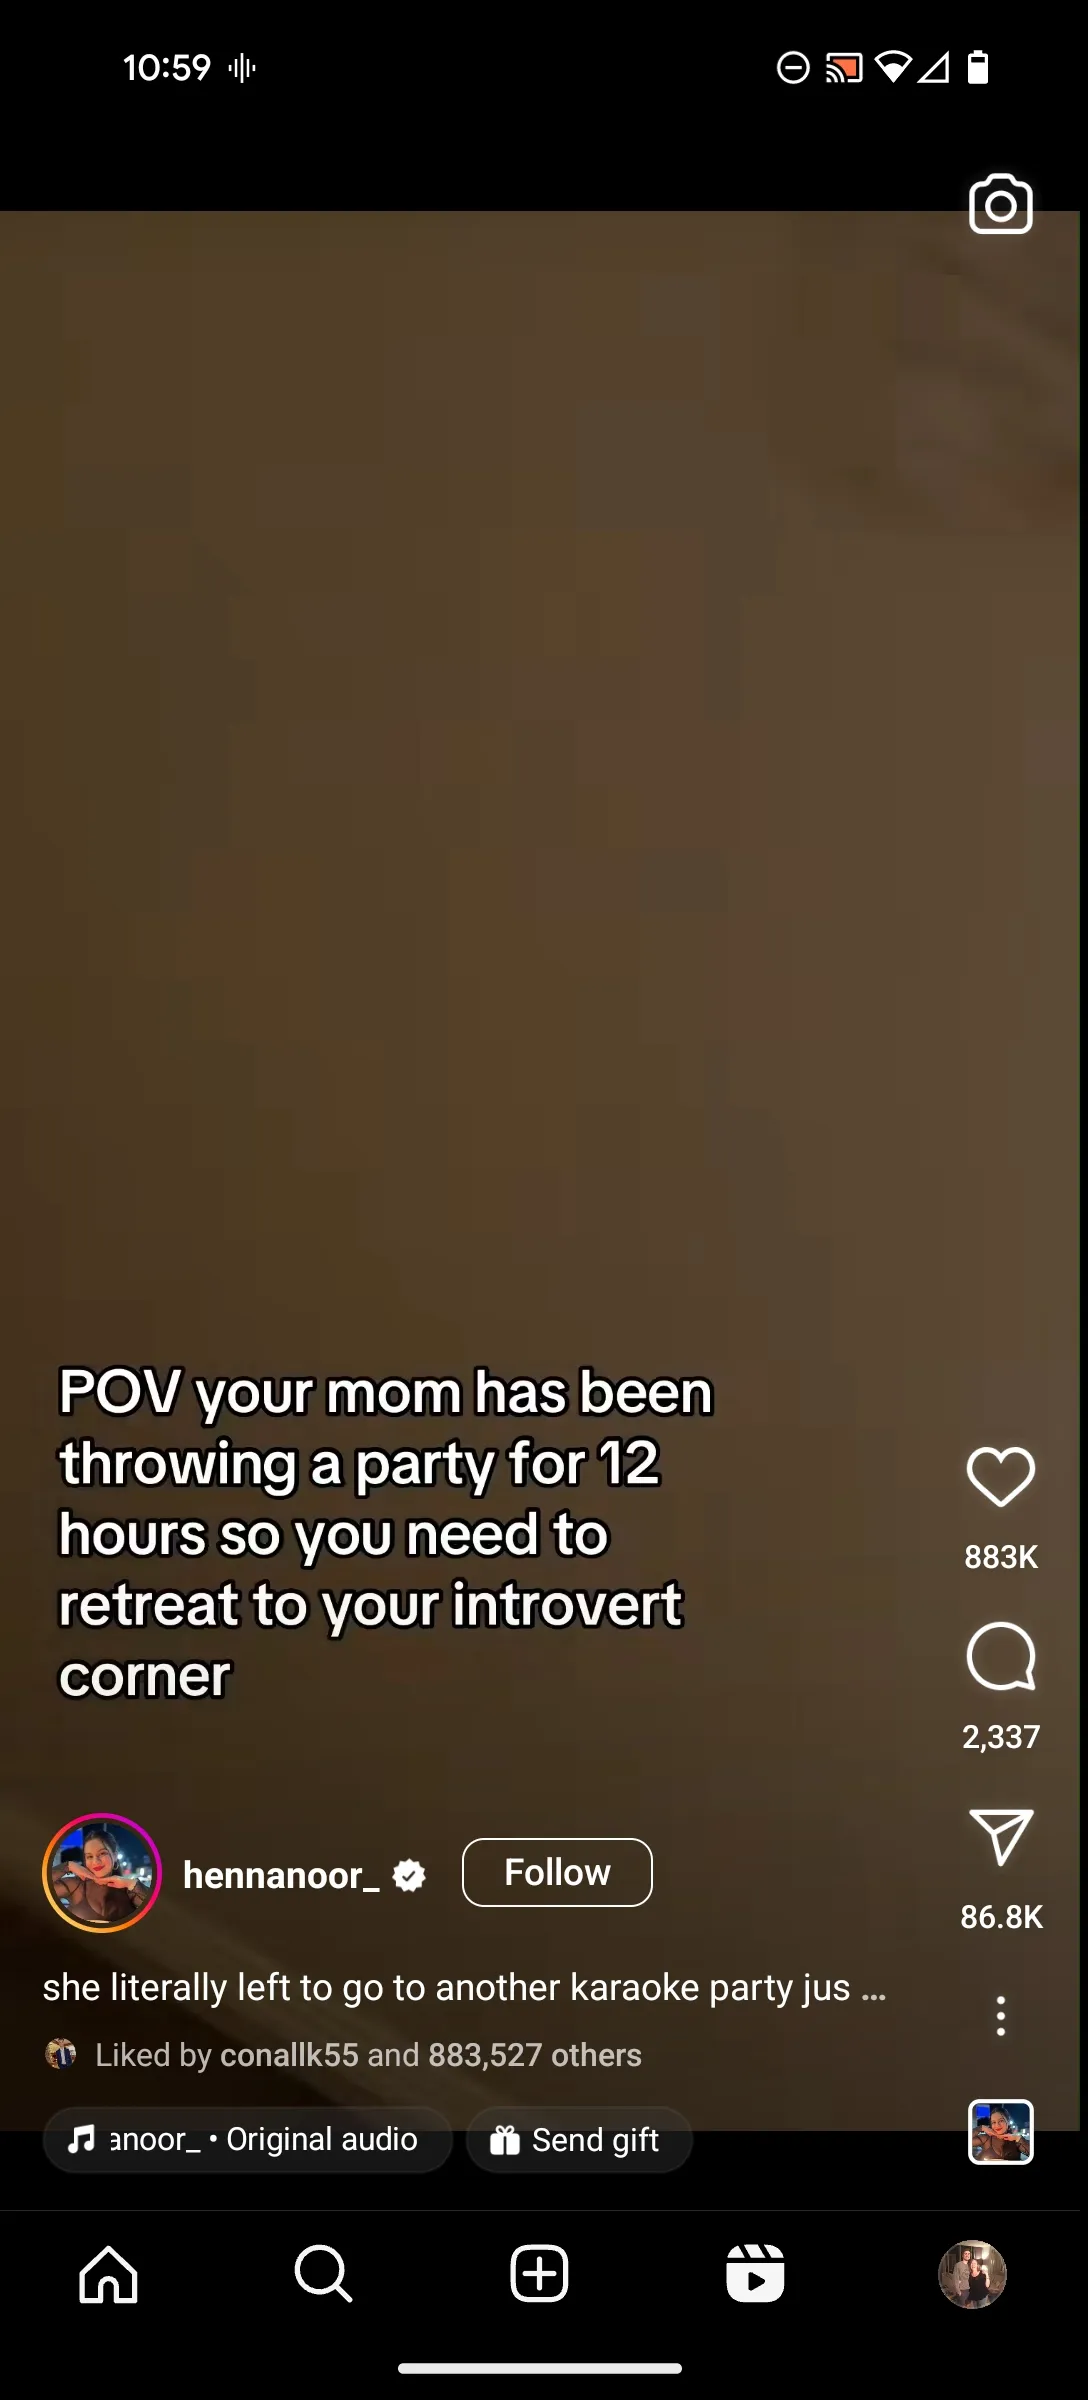 10:59
POV your mom has been
throwing a party for 12
hours so you need to
retreat to your introvert
corner
883K
2,337
86.8K
hennanoor_ Follow
she literally left to go to another karaoke party jus ...
Liked by conallk55 and 883,527 others
anoor_ • Original audio
Send gift